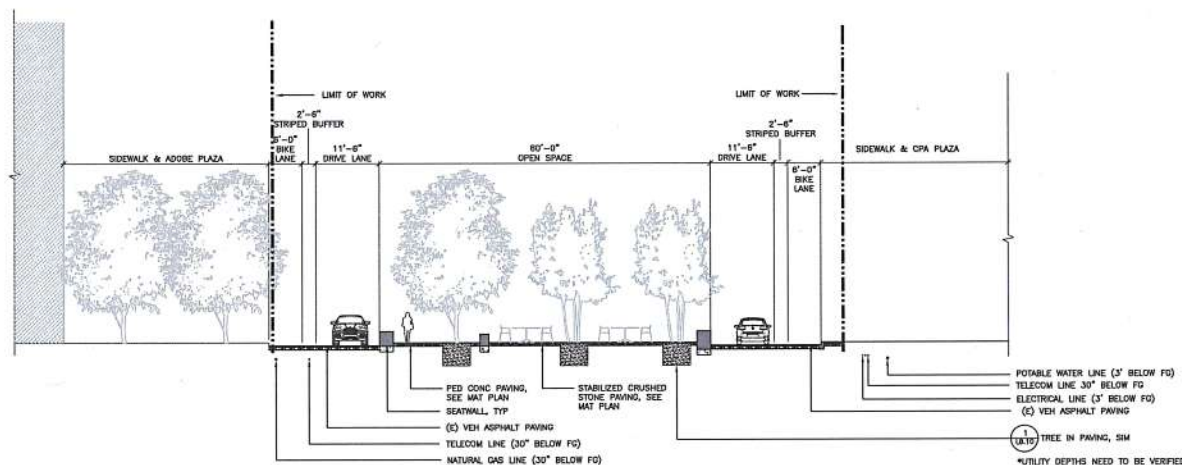 LIMIT OF WORK
LIMIT OF WORK
2'-6"
STRIPED BUFFER
6'-0"
BIKE
LANE
11'-6"
DRIVE LANE
SIDEWALK & ADOBE PLAZA
60'-0"
OPEN SPACE
11'-6"
DRIVE LANE
2'-6"
STRIPED BUFFER
6'-0"
BIKE
LANE
SIDEWALK & CPA PLAZA
PED CONC PAVING,
SEE MAT PLAN
SEATWALL, TYP
(E) VEH ASPHALT PAVING
TELECOM LINE (30" BELOW FG)
NATURAL GAS LINE (30" BELOW FG)
STABILIZED CRUSHED
STONE PAVING, SEE
MAT PLAN
POTABLE WATER LINE (3' BELOW FG)
TELECOM LINE 30" BELOW FG
ELECTRICAL LINE (3' BELOW FG)
(E) VEH ASPHALT PAVING
1
TREE IN PAVING, SIM
*UTILITY DEPTHS NEED TO BE VERIFIED